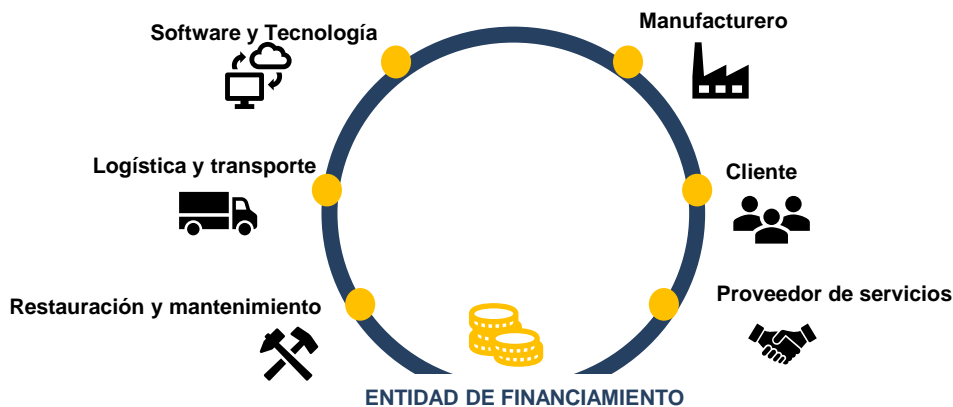 Software y Tecnología
Manufacturero
Logística y transporte
Cliente
Restauración y mantenimiento
Proveedor de servicios
ENTIDAD DE FINANCIAMIENTO